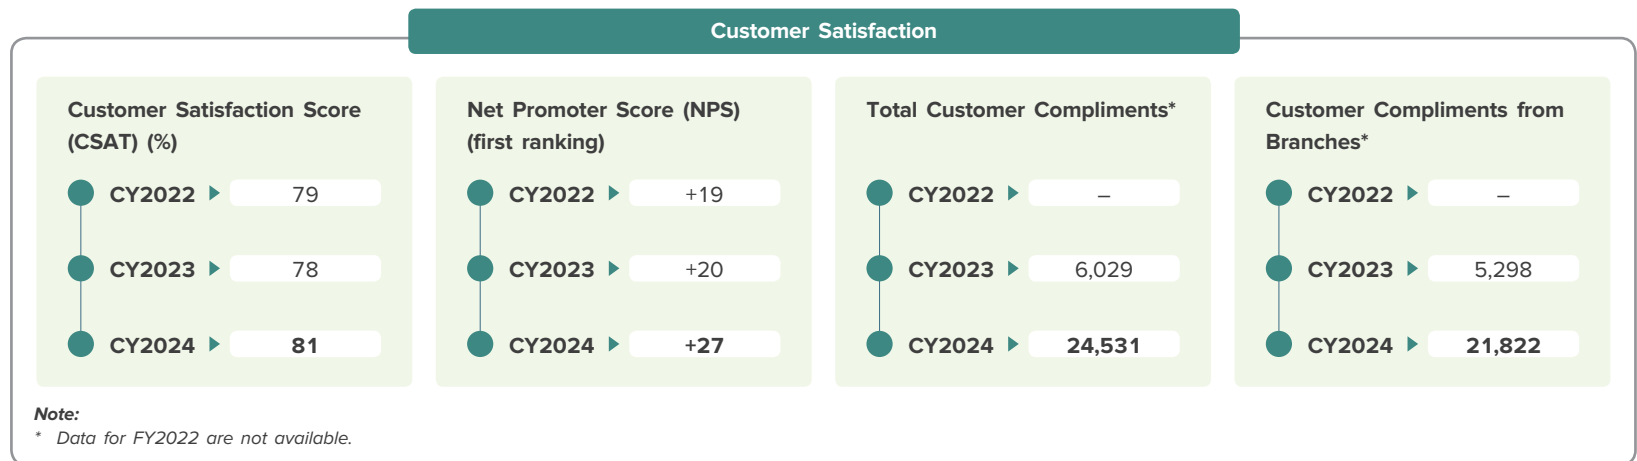 Customer Satisfaction
Customer Satisfaction Score
(CSAT) (%)
CY2022 79
CY2023 78
CY2024 81
Net Promoter Score (NPS)
(first ranking)
CY2022 +19
CY2023 +20
CY2024 +27
Total Customer Compliments*
CY2022 –
CY2023 6,029
CY2024 24,531
Customer Compliments from
Branches*
CY2022 –
CY2023 5,298
CY2024 21,822
Note:
* Data for FY2022 are not available.